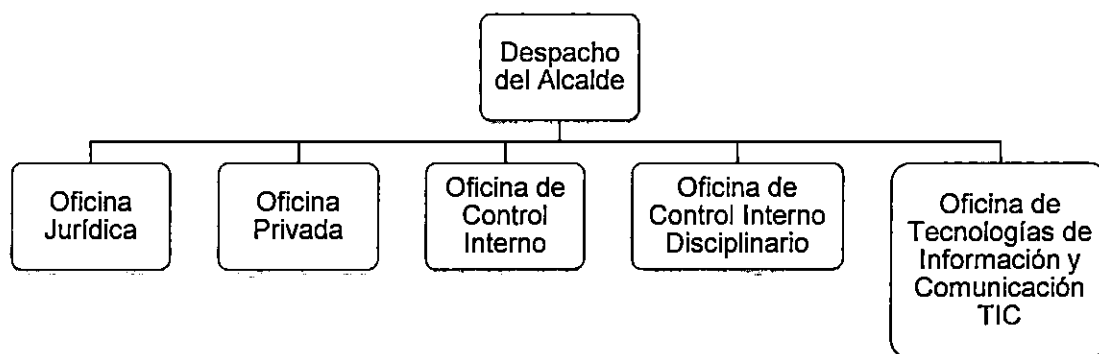 Despacho
del Alcalde
Oficina
Jurídica
Oficina
Privada
Oficina de
Control
Interno
Oficina de
Control Interno
Disciplinario
Oficina de
Tecnologías de
Información y
Comunicación
TIC